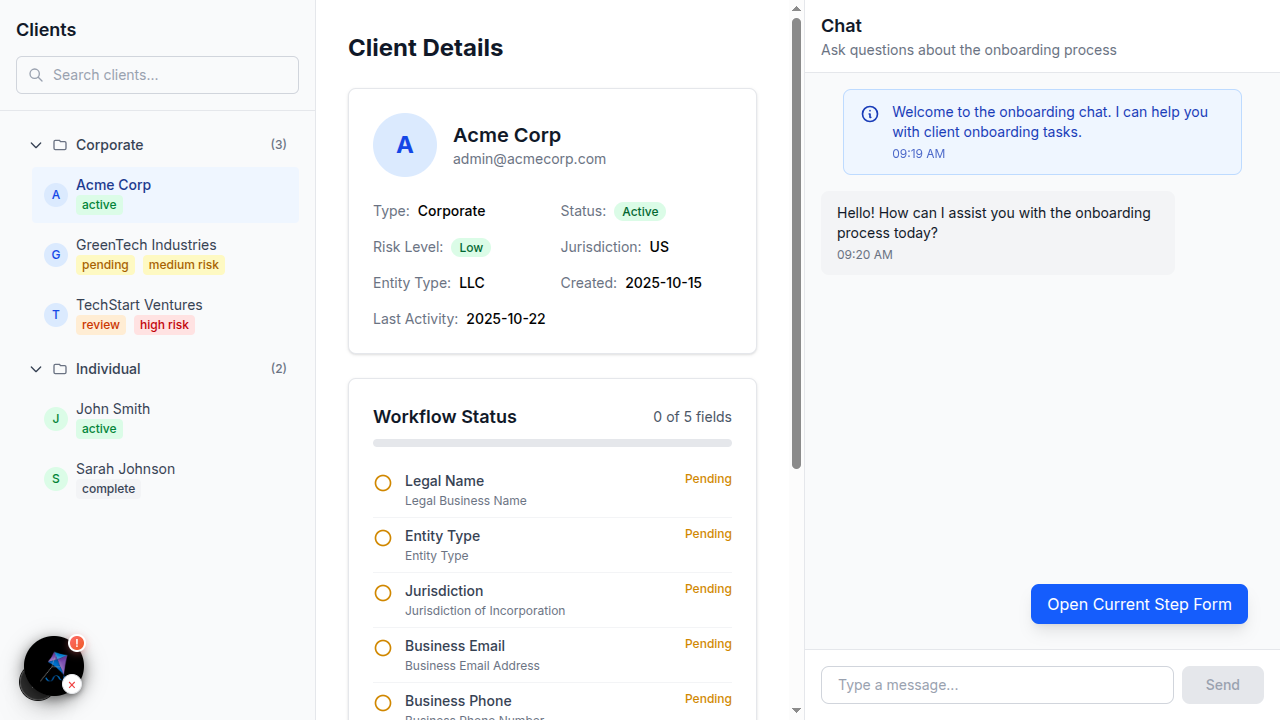 Clients
Search clients...
Corporate (3)
A Acme Corp
active
G GreenTech Industries
pending medium risk
T TechStart Ventures
review high risk
Individual (2)
J John Smith
active
S Sarah Johnson
complete
!
×
Client Details
A Acme Corp
admin@acmecorp.com
Type: Corporate Status: Active
Risk Level: Low Jurisdiction: US
Entity Type: LLC Created: 2025-10-15
Last Activity: 2025-10-22
Workflow Status 0 of 5 fields
Legal Name Pending
Legal Business Name
Entity Type Pending
Entity Type
Jurisdiction Pending
Jurisdiction of Incorporation
Business Email Pending
Business Email Address
Business Phone Pending
Business Phone Number
Chat
Ask questions about the onboarding process
Welcome to the onboarding chat. I can help you
with client onboarding tasks.
09:19 AM
Hello! How can I assist you with the onboarding
process today?
09:20 AM
Open Current Step Form
Type a message... Send